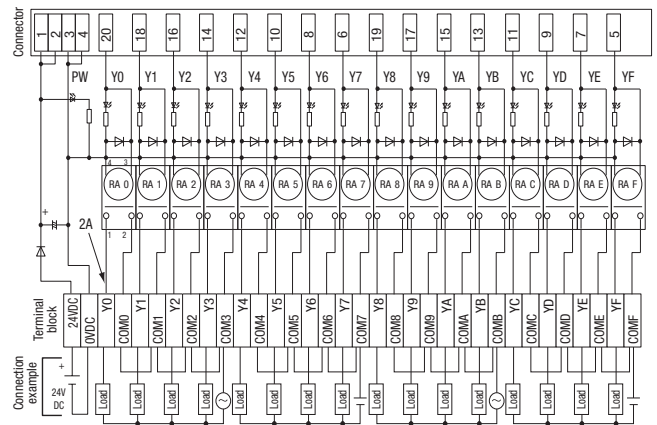 Connector
1 2 3 4 20 18 16 14 12 10 8 6 19 17 15 13 11 9 7 5
PW Y0 Y1 Y2 Y3 Y4 Y5 Y6 Y7 Y8 Y9 YA YB YC YD YE YF
4 3
RA 0 RA 1 RA 2 RA 3 RA 4 RA 5 RA 6 RA 7 RA 8 RA 9 RA A RA B RA C RA D RA E RA F
+
2A
1 2
Terminal
block
24VDC 0VDC Y0 COM0 Y1 COM1 Y2 COM2 Y3 COM3 Y4 COM4 Y5 COM5 Y6 COM6 Y7 COM7 Y8 COM8 Y9 COM9 YA COMA YB COMB YC COMC YD COMD YE COME YF COMF
Connection
example
+
24V
DC
Load Load Load Load Load Load Load Load Load Load Load Load Load Load Load Load